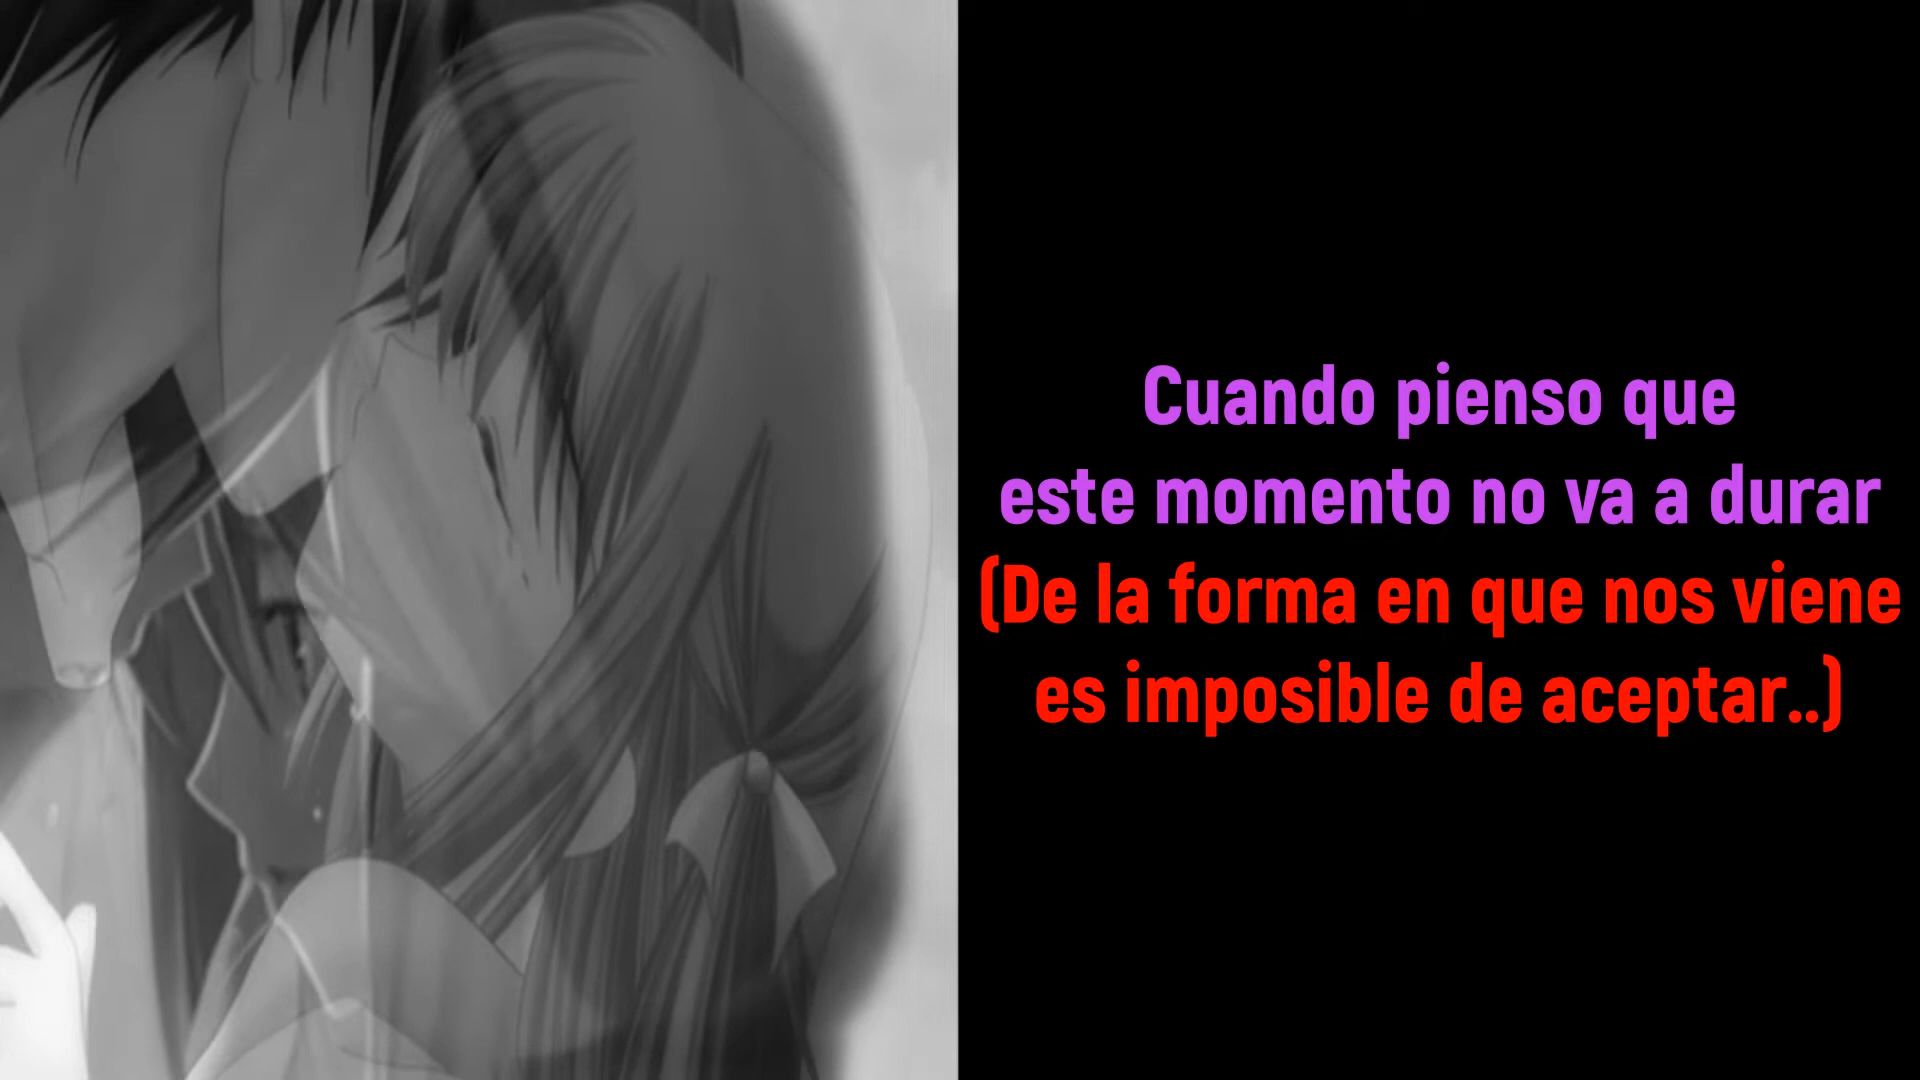 Cuando pienso que
este momento no va a durar
(De la forma en que nos viene
es imposible de aceptar..)